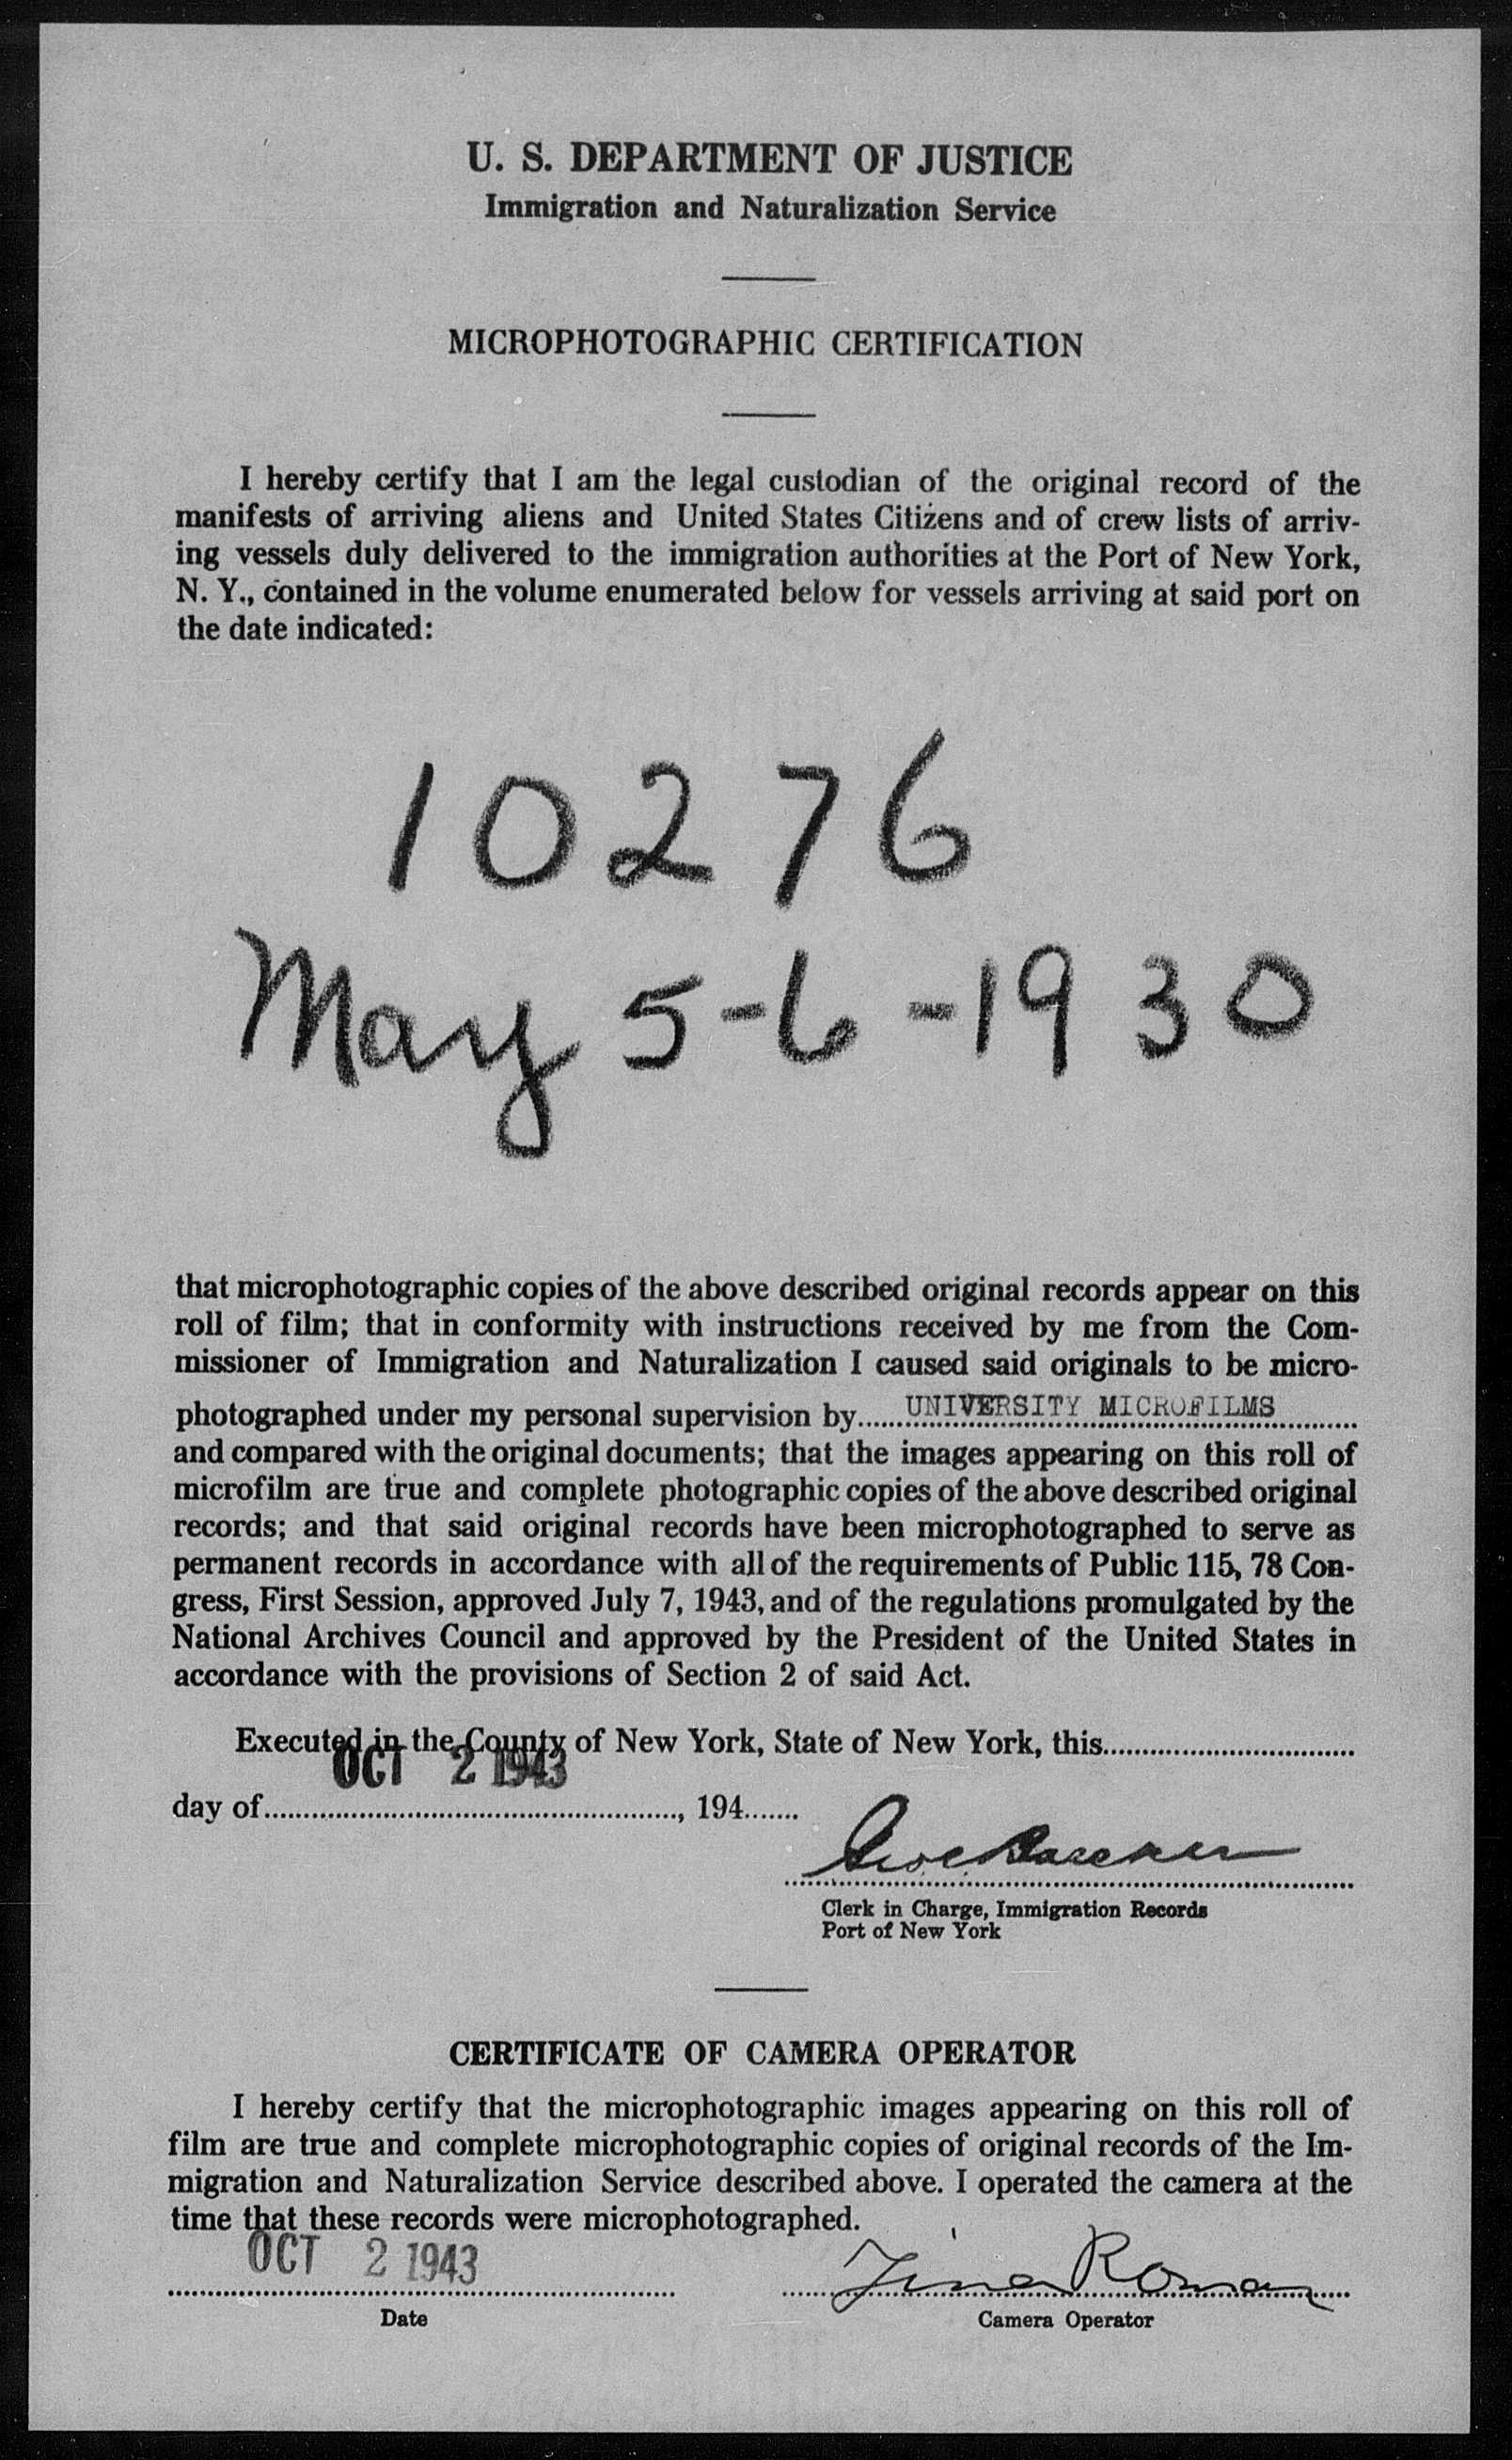 U. S. DEPARTMENT OF JUSTICE
Immigration and Naturalization Service
MICROPHOTOGRAPHIC CERTIFICATION
I hereby certify that I am the legal custodian of the original record of the
manifests of arriving aliens and United States Citizens and of crew lists of arriv-
ing vessels duly delivered to the immigration authorities at the Port of New York,
N. Y., contained in the volume enumerated below for vessels arriving at said port on
the date indicated:
10276
May 5-6-1930
that microphotographic copies of the above described original records appear on this
roll of film; that in conformity with instructions received by me from the Com-
missioner of Immigration and Naturalization I caused said originals to be micro-
photographed under my personal supervision by UNIVERSITY MICROFILMS
and compared with the original documents; that the images appearing on this roll of
microfilm are true and complete photographic copies of the above described original
records; and that said original records have been microphotographed to serve as
permanent records in accordance with all of the requirements of Public 115, 78 Con-
gress, First Session, approved July 7, 1943, and of the regulations promulgated by the
National Archives Council and approved by the President of the United States in
accordance with the provisions of Section 2 of said Act.
Executed in the County of New York, State of New York, this
OCT 2 1943
day of , 194
Clerk in Charge, Immigration Records
Port of New York
CERTIFICATE OF CAMERA OPERATOR
I hereby certify that the microphotographic images appearing on this roll of
film are true and complete microphotographic copies of original records of the Im-
migration and Naturalization Service described above. I operated the camera at the
time that these records were microphotographed.
OCT 2 1943
Roman
Date
Camera Operator